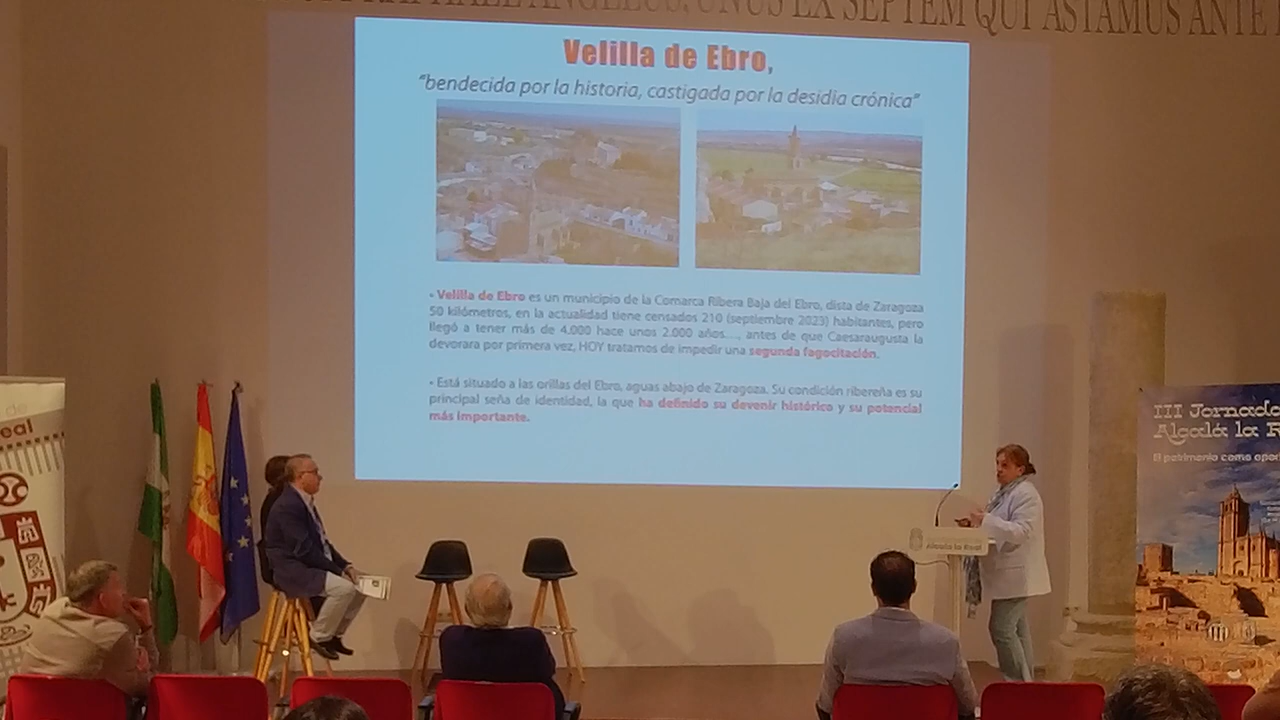 RAPHAEL ANGELUS, UNUS EX SEPTEM QUI ASTAMUS ANTE
Velilla de Ebro,
"bendecida por la historia, castigada por la desidia crónica"
• Velilla de Ebro es un municipio de la Comarca Ribera Baja del Ebro, dista de Zaragoza
50 kilómetros, en la actualidad tiene censados 210 (septiembre 2023) habitantes, pero
llegó a tener más de 4.000 hace unos 2.000 años...., antes de que Caesaraugusta la
devorara por primera vez, HOY tratamos de impedir una segunda fagocitación.
• Está situado a las orillas del Ebro, aguas abajo de Zaragoza. Su condición ribereña es su
principal seña de identidad, la que ha definido su devenir histórico y su potencial
más importante.
de
eal
Alcalá la Real
III Jornada
Alcalá la R
El patrimonio como opor